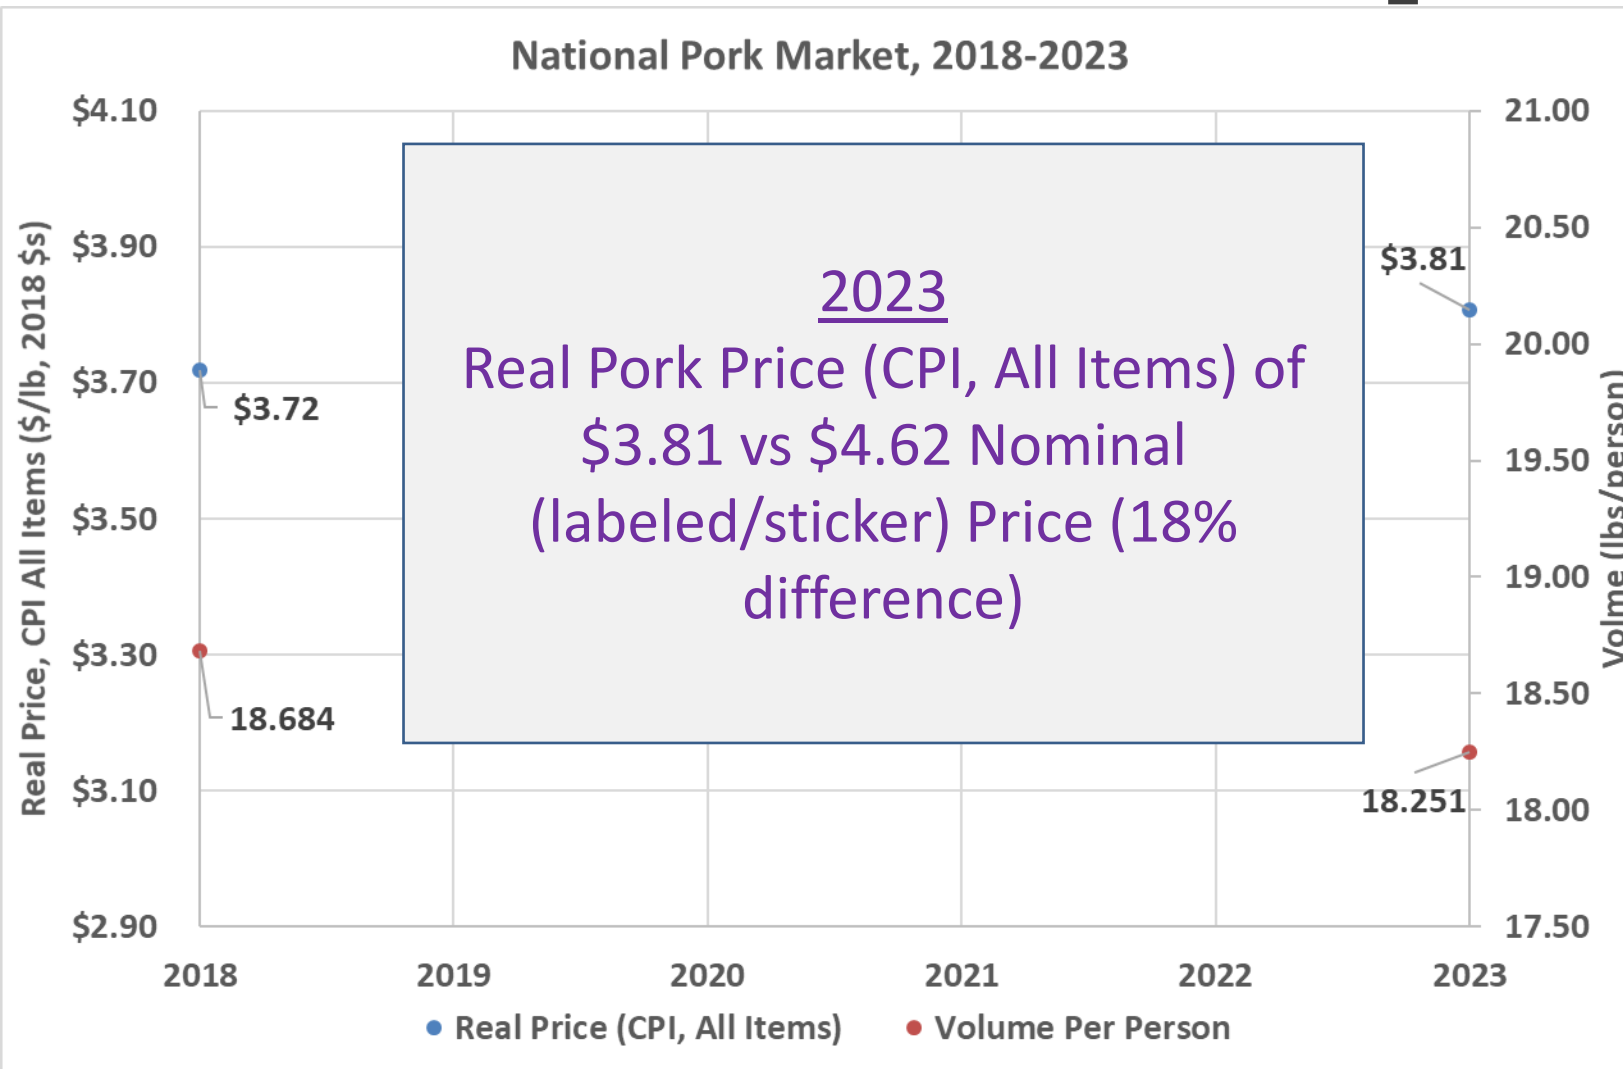 National Pork Market, 2018-2023
$4.10
$3.90
$3.70
$3.50
$3.30
$3.10
$2.90
Real Price, CPI All Items ($/lb, 2018 $s)
21.00
20.50
20.00
19.50
19.00
18.50
18.00
17.50
Volme (lbs/person)
$3.72
18.684
$3.81
18.251
2023
Real Pork Price (CPI, All Items) of
$3.81 vs $4.62 Nominal
(labeled/sticker) Price (18%
difference)
2018 2019 2020 2021 2022 2023
Real Price (CPI, All Items) Volume Per Person